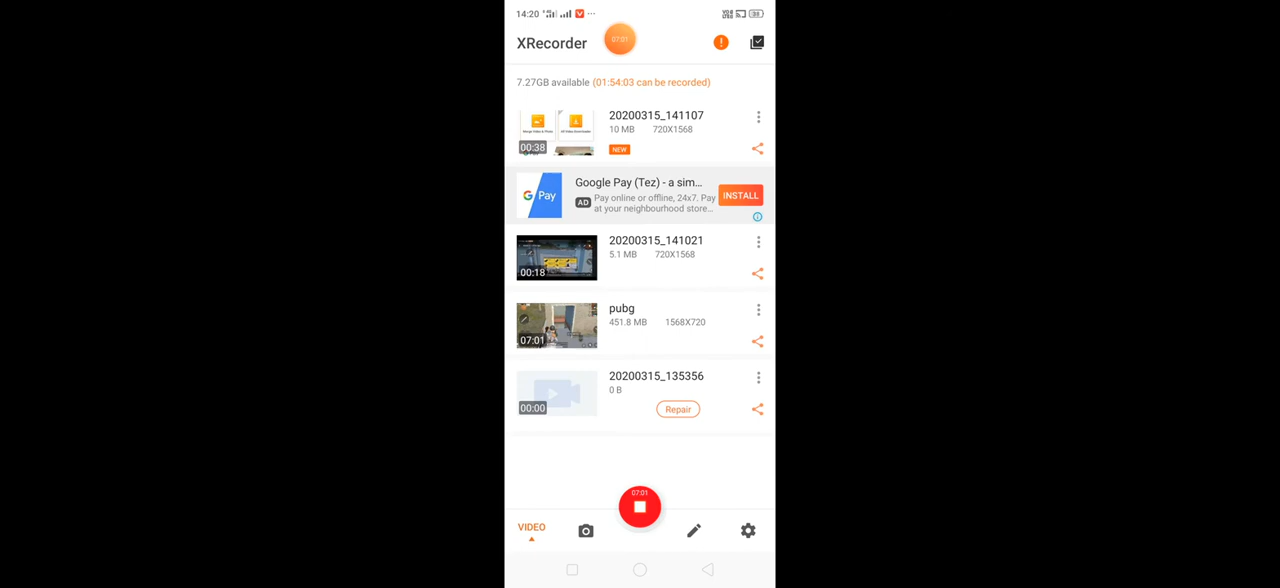 14:20
XRecorder
07:01
7.27GB available (01:54:03 can be recorded)
20200315_141107
10 MB 720X1568
00:38
NEW
G Pay
Google Pay (Tez) - a sim...
AD Pay online or offline, 24x7. Pay
at your neighbourhood store...
INSTALL
20200315_141021
5.1 MB 720X1568
00:18
pubg
451.8 MB 1568X720
07:01
20200315_135356
0 B
00:00
Repair
07:01
VIDEO